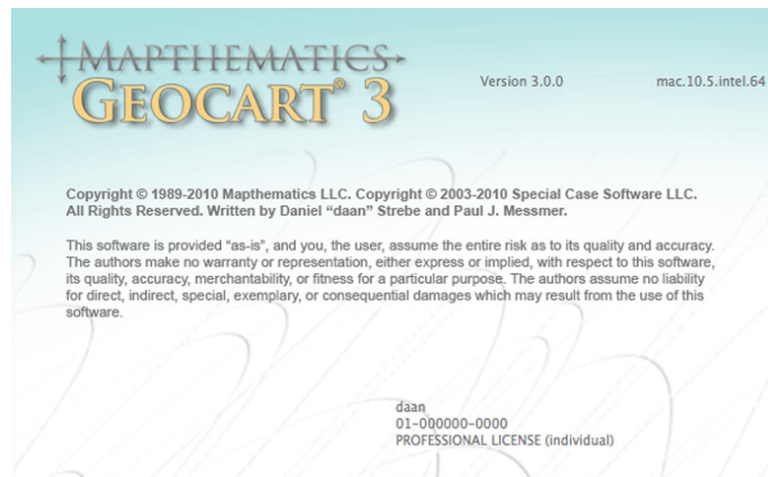 MAPTHEMATICS
GEOCART® 3
Version 3.0.0 mac.10.5.intel.64
Copyright © 1989-2010 Mapthematics LLC. Copyright © 2003-2010 Special Case Software LLC.
All Rights Reserved. Written by Daniel “daan” Strebe and Paul J. Messmer.
This software is provided “as-is”, and you, the user, assume the entire risk as to its quality and accuracy.
The authors make no warranty or representation, either express or implied, with respect to this software,
its quality, accuracy, merchantability, or fitness for a particular purpose. The authors assume no liability
for direct, indirect, special, exemplary, or consequential damages which may result from the use of this
software.
daan
01-000000-0000
PROFESSIONAL LICENSE (individual)